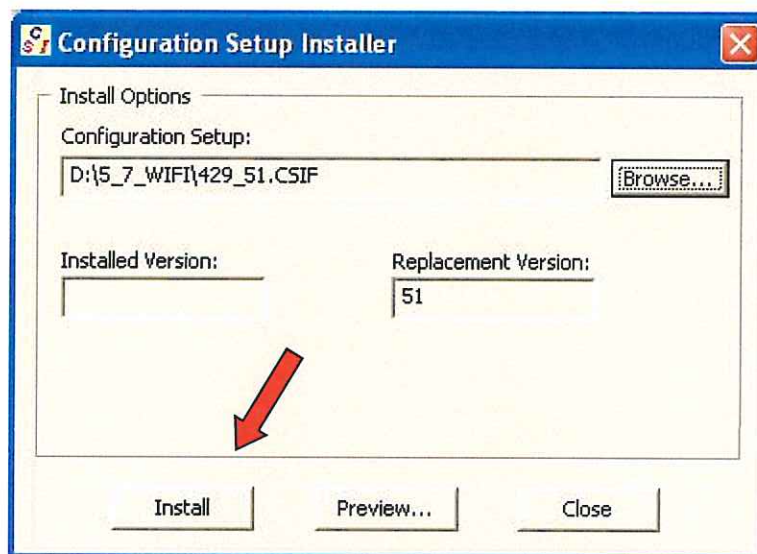 CSI Configuration Setup Installer
Install Options
Configuration Setup:
D:\5_7_WIFI\429_51.CSIF
Browse...
Installed Version:
Replacement Version:
51
Install
Preview...
Close